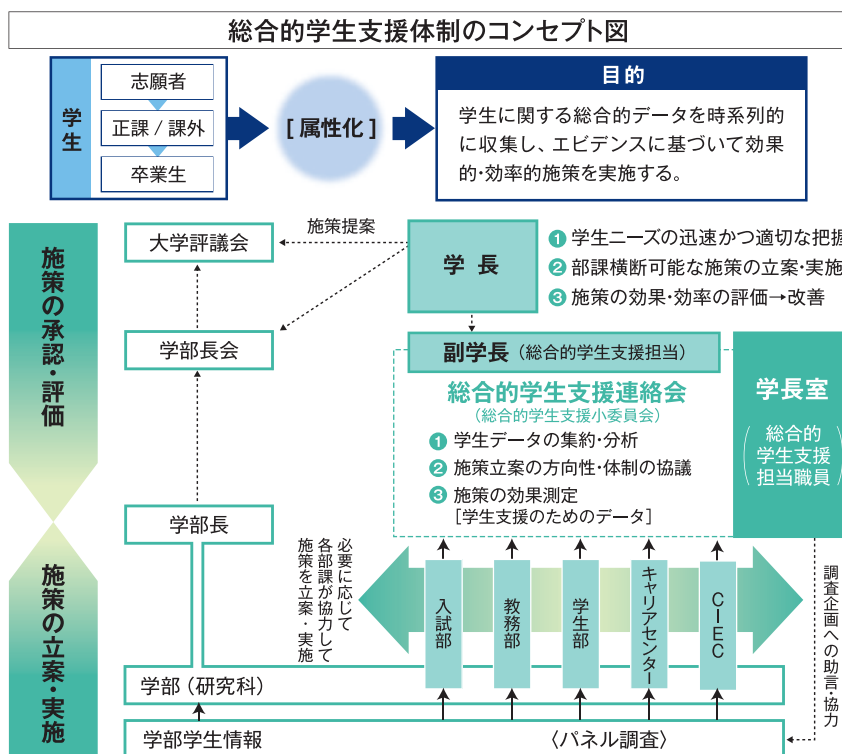 総合的学生支援体制のコンセプト図
学生
志願者
正課 / 課外
卒業生
[ 属性化 ]
目的
学生に関する総合的データを時系列的
に収集し、エビデンスに基づいて効果
的・効率的施策を実施する。
施策の承認・評価
施策の立案・実施
大学評議会
施策提案
学部長会
学部長
学 長
❶ 学生ニーズの迅速かつ適切な把握
❷ 部課横断可能な施策の立案・実施
❸ 施策の効果・効率の評価→改善
副学長（総合的学生支援担当）
総合的学生支援連絡会
（総合的学生支援小委員会）
❶ 学生データの集約・分析
❷ 施策立案の方向性・体制の協議
❸ 施策の効果測定
［学生支援のためのデータ］
学長室
（総合的
学生支援
担当職員）
必要に応じて
各部課が協力して
施策を立案・実施
入試部
教務部
学生部
キャリアセンター
CIEC
調査企画への助言・協力
学部（研究科）
学部学生情報
〈パネル調査〉